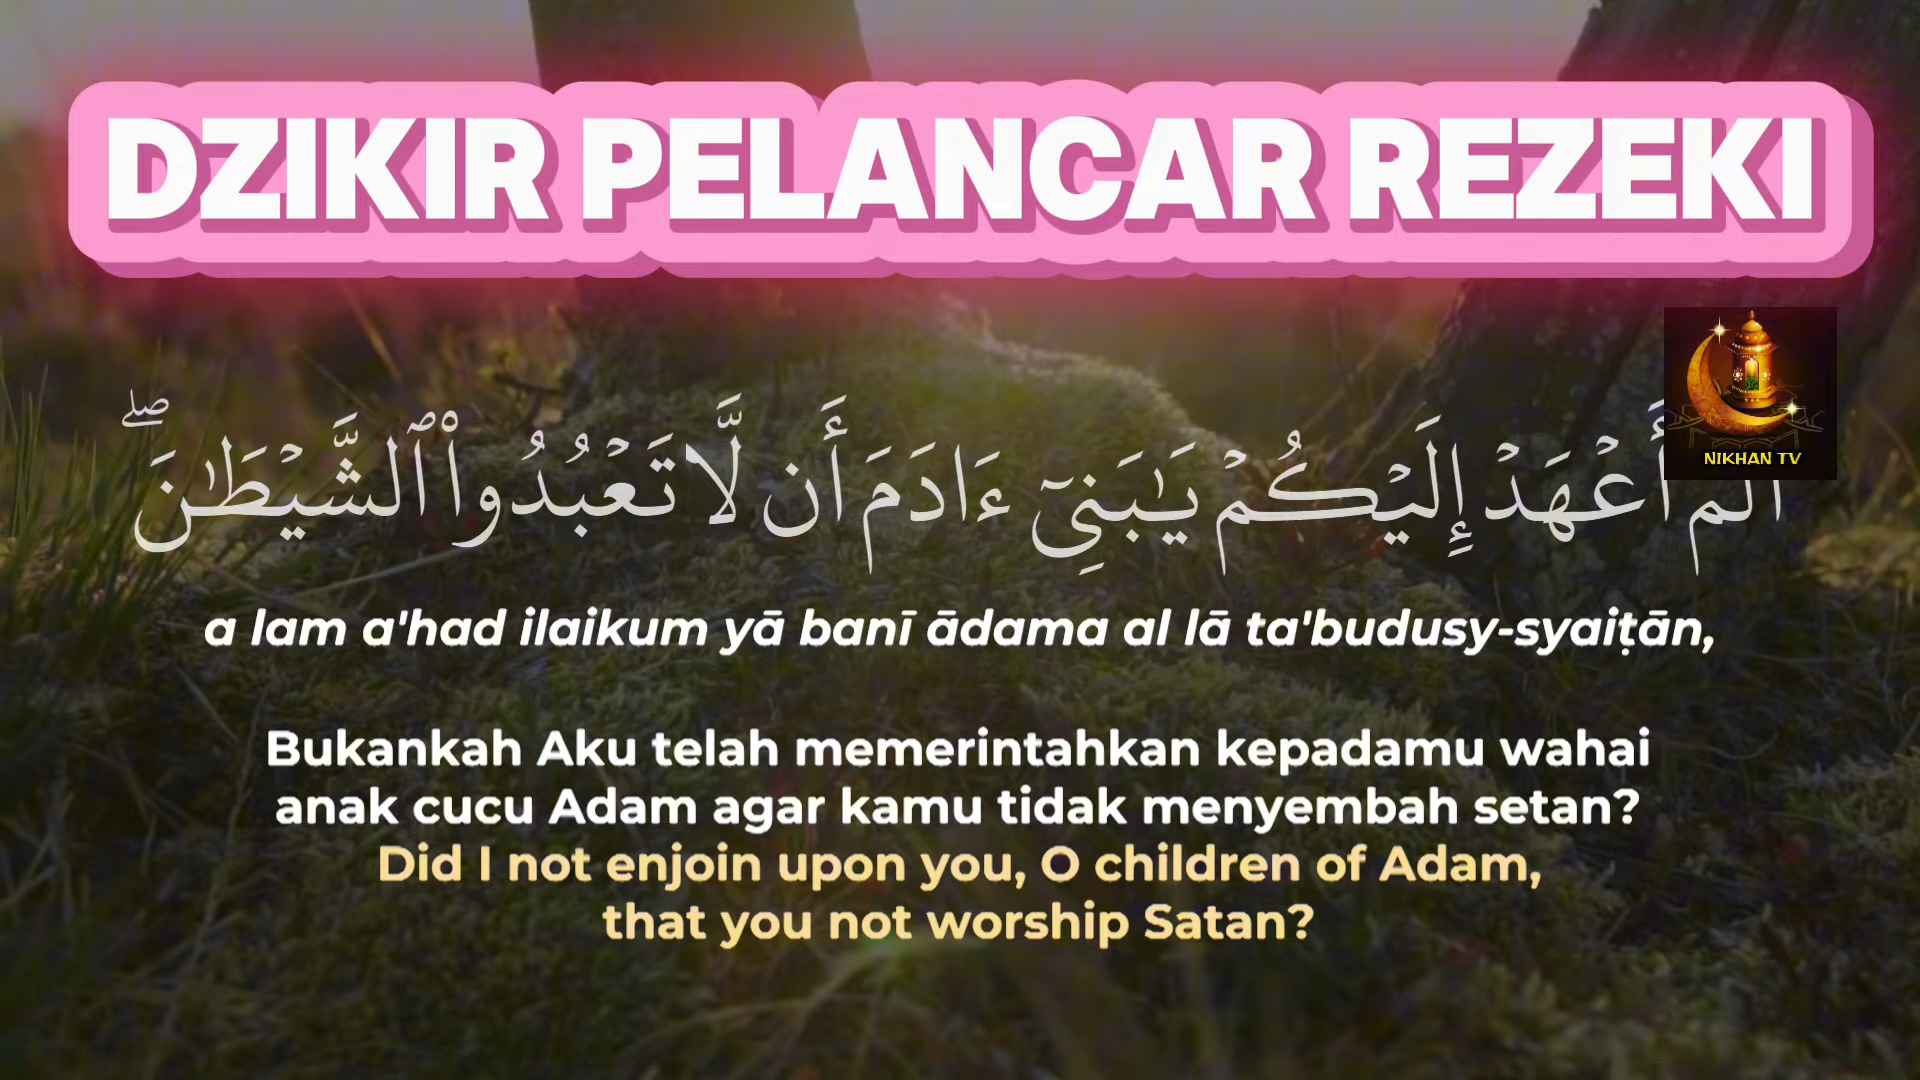 DZIKIR PELANCAR REZEKI
NIKHAN TV
أَلَمْ أَعْهَدْ إِلَيْكُمْ يَٰبَنِىٓ ءَادَمَ أَن لَّا تَعْبُدُوا۟ ٱلشَّيْطَٰنَ ۖ
a lam a'had ilaikum yā banī ādama al lā ta'budusy-syaiṭān,
Bukankah Aku telah memerintahkan kepadamu wahai
anak cucu Adam agar kamu tidak menyembah setan?
Did I not enjoin upon you, O children of Adam,
that you not worship Satan?